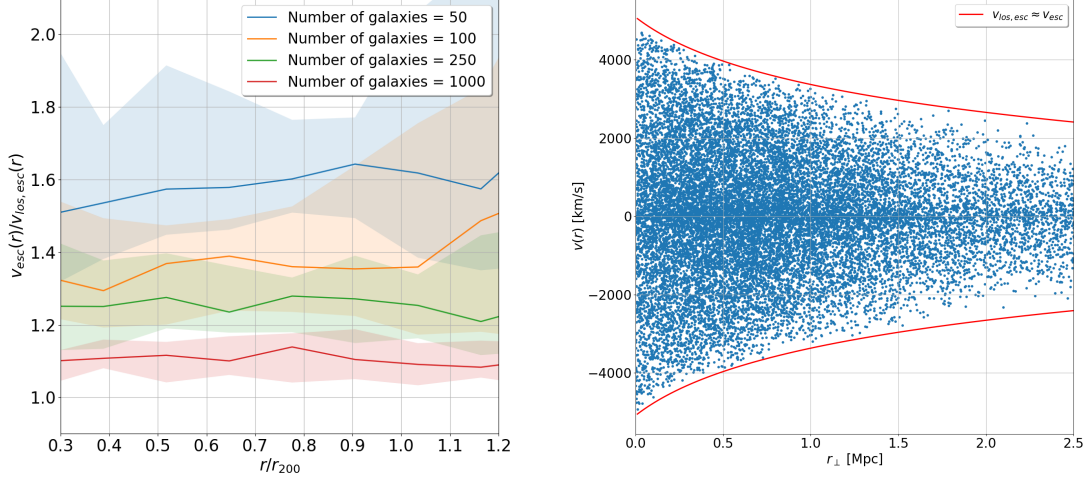 2.0
1.8
1.6
1.4
1.2
1.0
v_esc(r)/v_los,esc(r)
Number of galaxies = 50
Number of galaxies = 100
Number of galaxies = 250
Number of galaxies = 1000
0.3 0.4 0.5 0.6 0.7 0.8 0.9 1.0 1.1 1.2
r/r_200
v_los,esc ≈ v_esc
4000
2000
0
−2000
−4000
v(r) [km/s]
0.0 0.5 1.0 1.5 2.0 2.5
r_⊥ [Mpc]